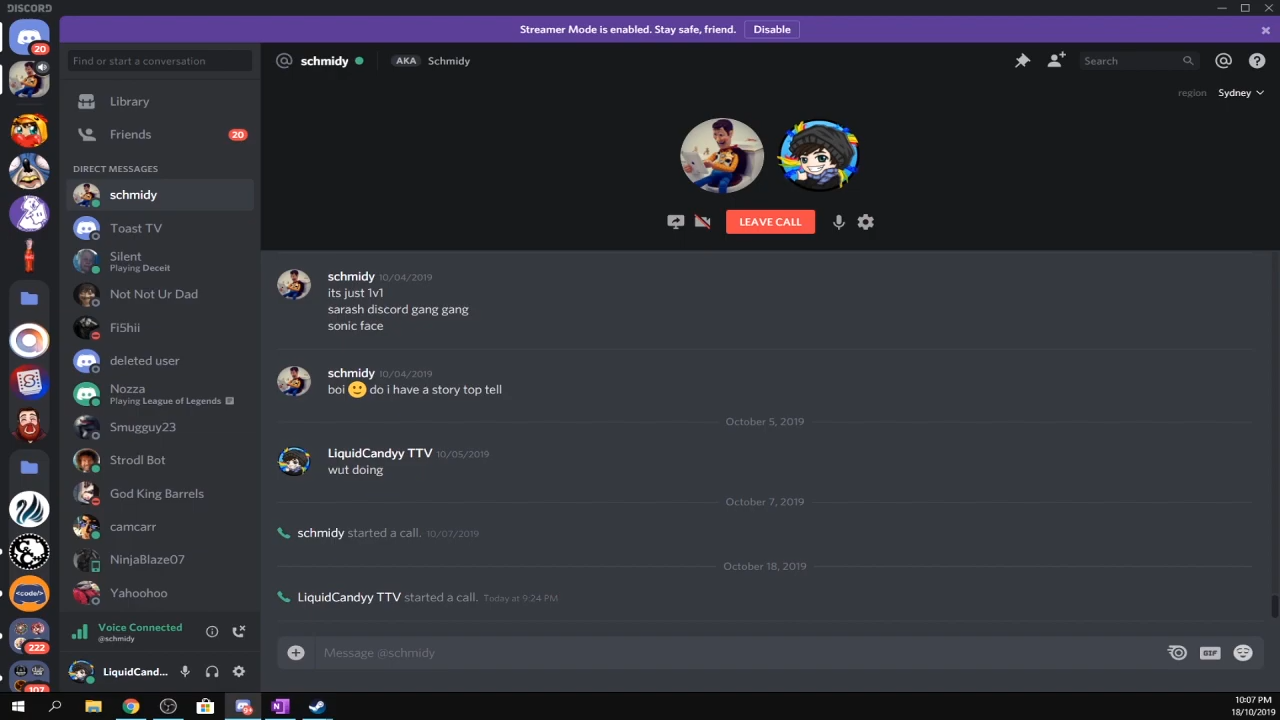 DISCORD
Streamer Mode is enabled. Stay safe, friend.
Disable
20
Find or start a conversation
schmidy
AKA
Schmidy
Search
region
Sydney
Library
Friends
20
DIRECT MESSAGES
schmidy
Toast TV
Silent
Playing Deceit
Not Not Ur Dad
Fi5hii
deleted user
Nozza
Playing League of Legends
Smugguy23
Strodl Bot
God King Barrels
camcarr
NinjaBlaze07
Yahoohoo
<code/>
222
107
Voice Connected
@schmidy
LiquidCand...
LEAVE CALL
schmidy 10/04/2019
its just 1v1
sarash discord gang gang
sonic face
schmidy 10/04/2019
boi 🙂 do i have a story top tell
October 5, 2019
LiquidCandyy TTV 10/05/2019
wut doing
October 7, 2019
schmidy started a call. 10/07/2019
October 18, 2019
LiquidCandyy TTV started a call. Today at 9:24 PM
Message @schmidy
GIF
9+
N
10:07 PM
18/10/2019